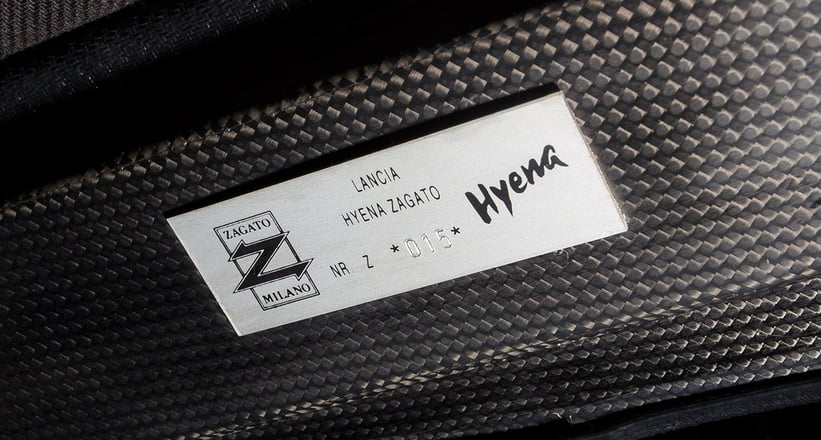 ZAGATO
Z
MILANO
LANCIA
HYENA ZAGATO
NR. Z *015*
Hyena